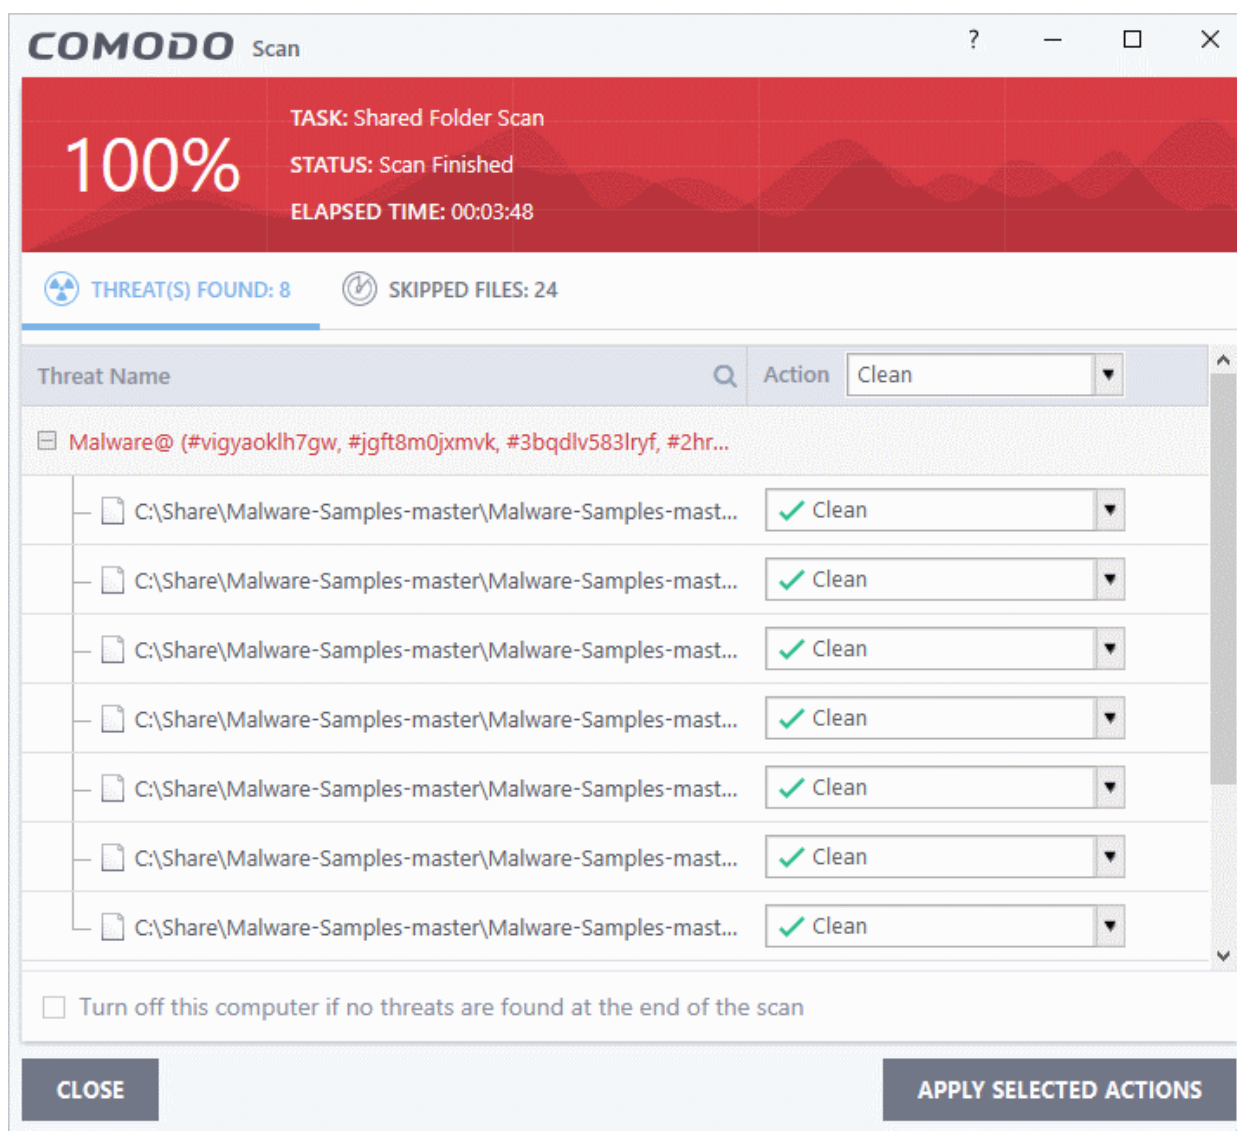 COMODO Scan ?
100%
TASK: Shared Folder Scan
STATUS: Scan Finished
ELAPSED TIME: 00:03:48
THREAT(S) FOUND: 8 SKIPPED FILES: 24
Threat Name Action Clean
Malware@ (#vigyaoklh7gw, #jgft8m0jxmvk, #3bqdlv583lryf, #2hr...
C:\Share\Malware-Samples-master\Malware-Samples-mast... Clean
C:\Share\Malware-Samples-master\Malware-Samples-mast... Clean
C:\Share\Malware-Samples-master\Malware-Samples-mast... Clean
C:\Share\Malware-Samples-master\Malware-Samples-mast... Clean
C:\Share\Malware-Samples-master\Malware-Samples-mast... Clean
C:\Share\Malware-Samples-master\Malware-Samples-mast... Clean
C:\Share\Malware-Samples-master\Malware-Samples-mast... Clean
Turn off this computer if no threats are found at the end of the scan
CLOSE APPLY SELECTED ACTIONS